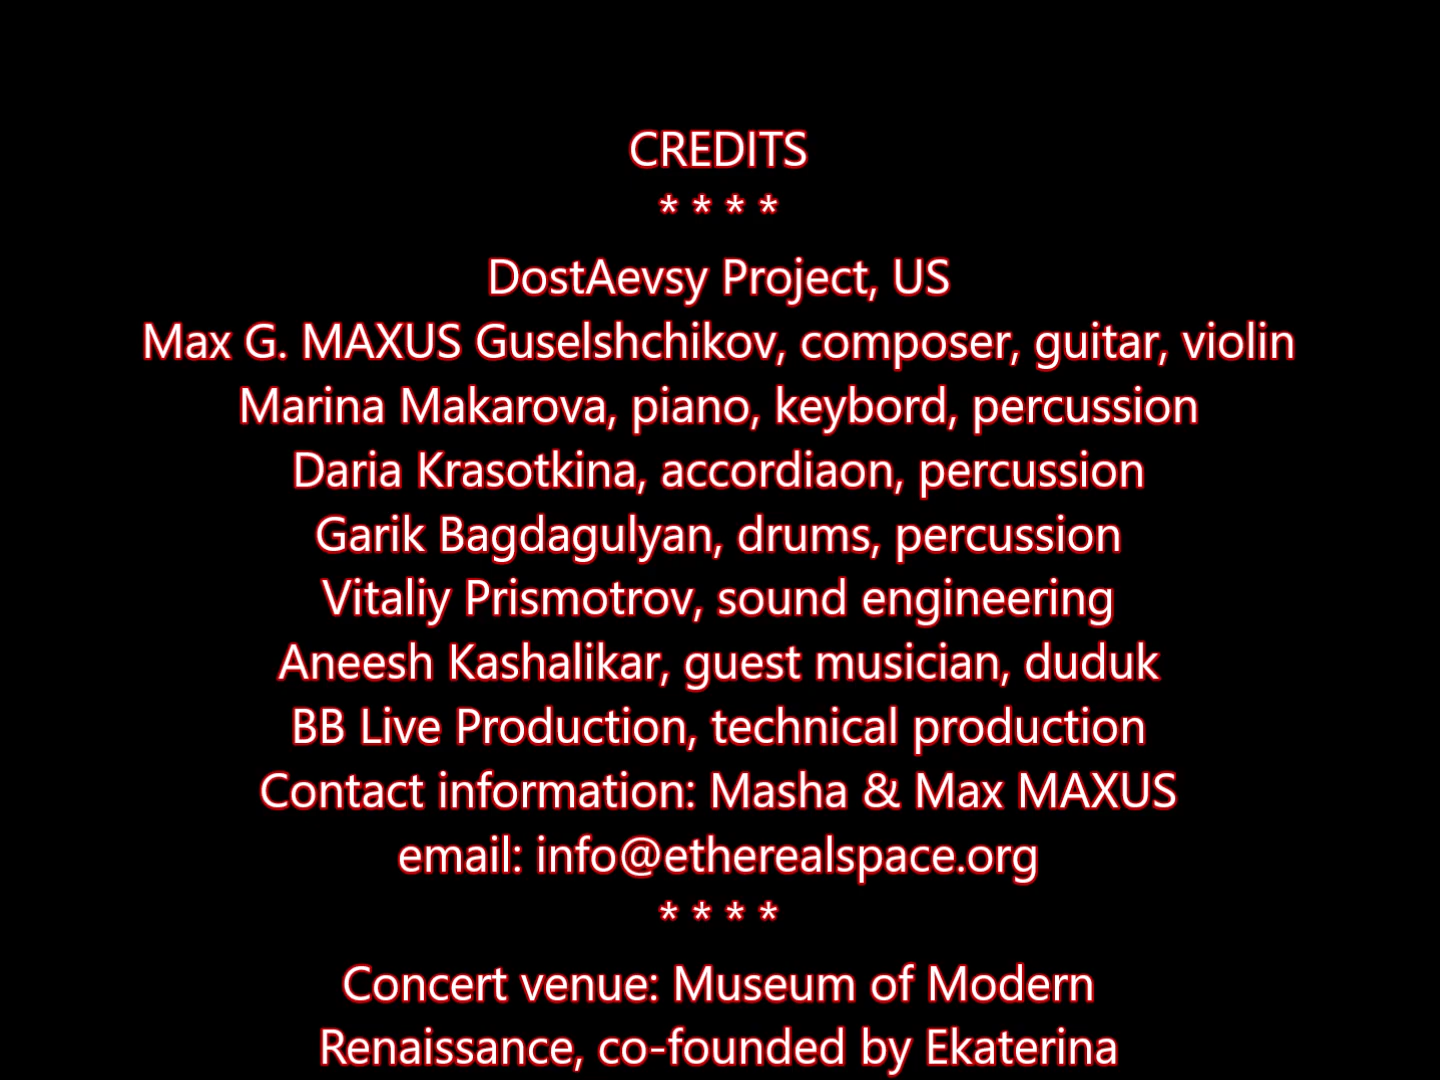 CREDITS
* * * *
DostAevsy Project, US
Max G. MAXUS Guselshchikov, composer, guitar, violin
Marina Makarova, piano, keybord, percussion
Daria Krasotkina, accordiaon, percussion
Garik Bagdagulyan, drums, percussion
Vitaliy Prismotrov, sound engineering
Aneesh Kashalikar, guest musician, duduk
BB Live Production, technical production
Contact information: Masha & Max MAXUS
email: info@etherealspace.org
* * * *
Concert venue: Museum of Modern
Renaissance, co-founded by Ekaterina